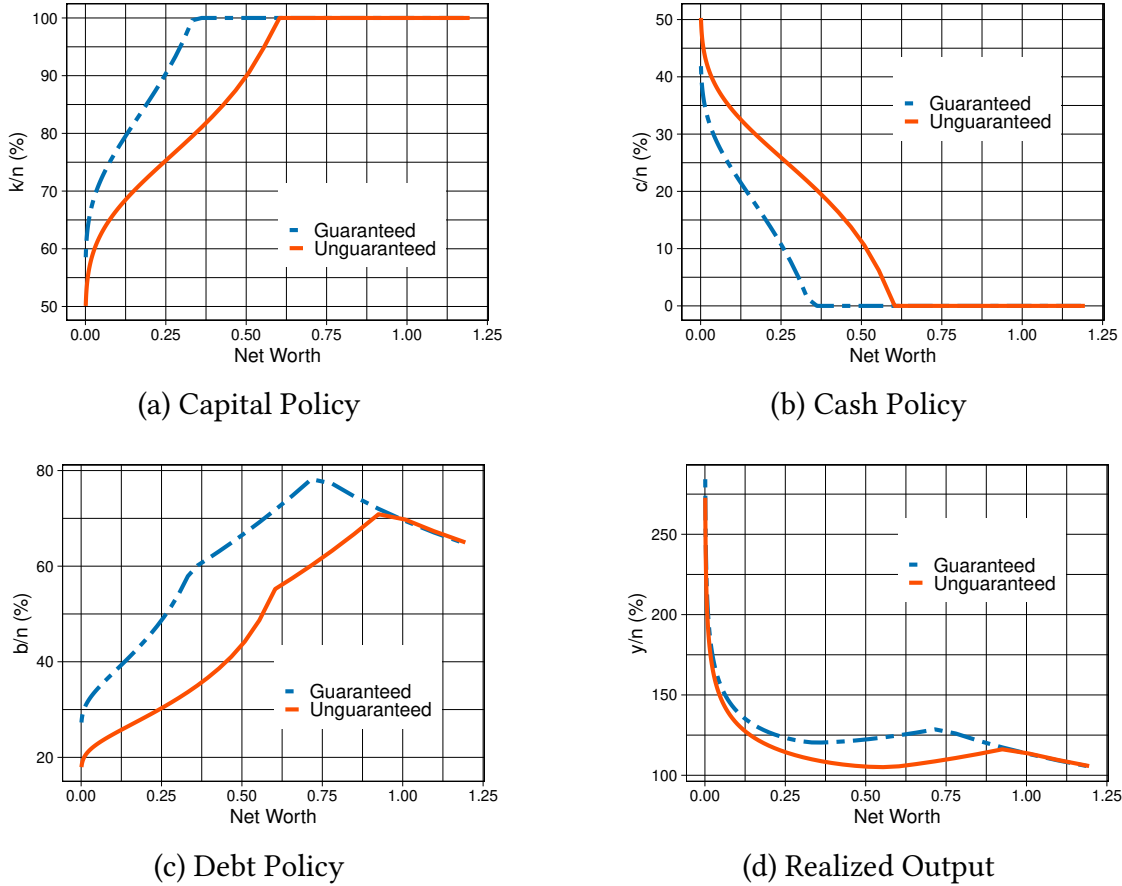 k/n (%)
100
90
80
70
60
50
Guaranteed
Unguaranteed
0.00 0.25 0.50 0.75 1.00 1.25
Net Worth
(a) Capital Policy
c/n (%)
50
40
30
20
10
0
Guaranteed
Unguaranteed
0.00 0.25 0.50 0.75 1.00 1.25
Net Worth
(b) Cash Policy
b/n (%)
80
60
40
20
Guaranteed
Unguaranteed
0.00 0.25 0.50 0.75 1.00 1.25
Net Worth
(c) Debt Policy
y/n (%)
250
200
150
100
Guaranteed
Unguaranteed
0.00 0.25 0.50 0.75 1.00 1.25
Net Worth
(d) Realized Output